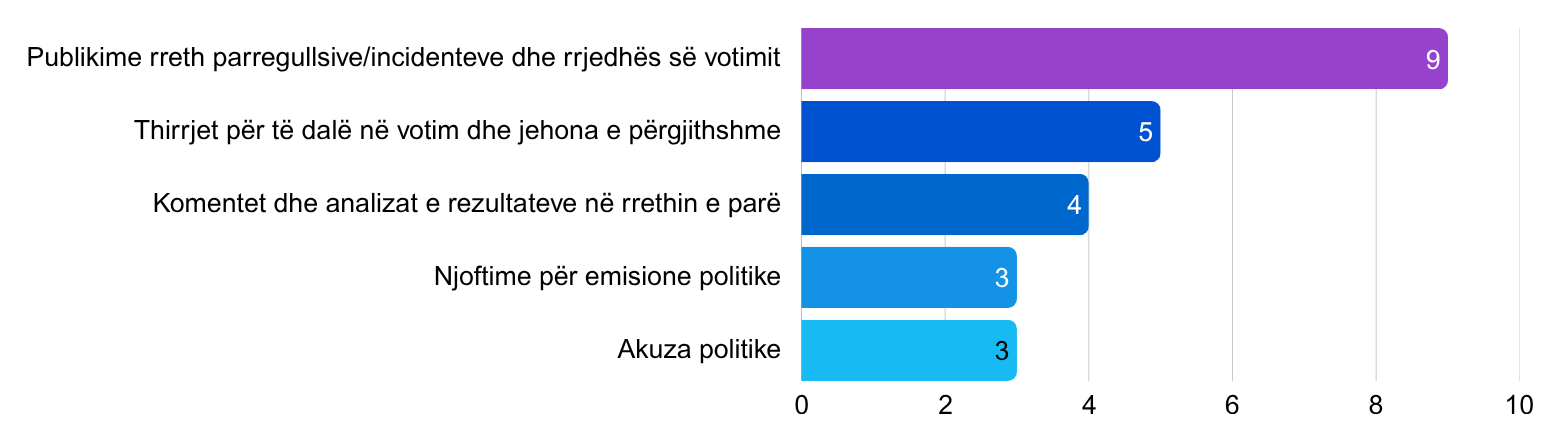 Publikime rreth parregullsive/incidenteve dhe rrjedhës së votimit 9
Thirrjet për të dalë në votim dhe jehona e përgjithshme 5
Komentet dhe analizat e rezultateve në rrethin e parë 4
Njoftime për emisione politike 3
Akuza politike 3
0 2 4 6 8 10